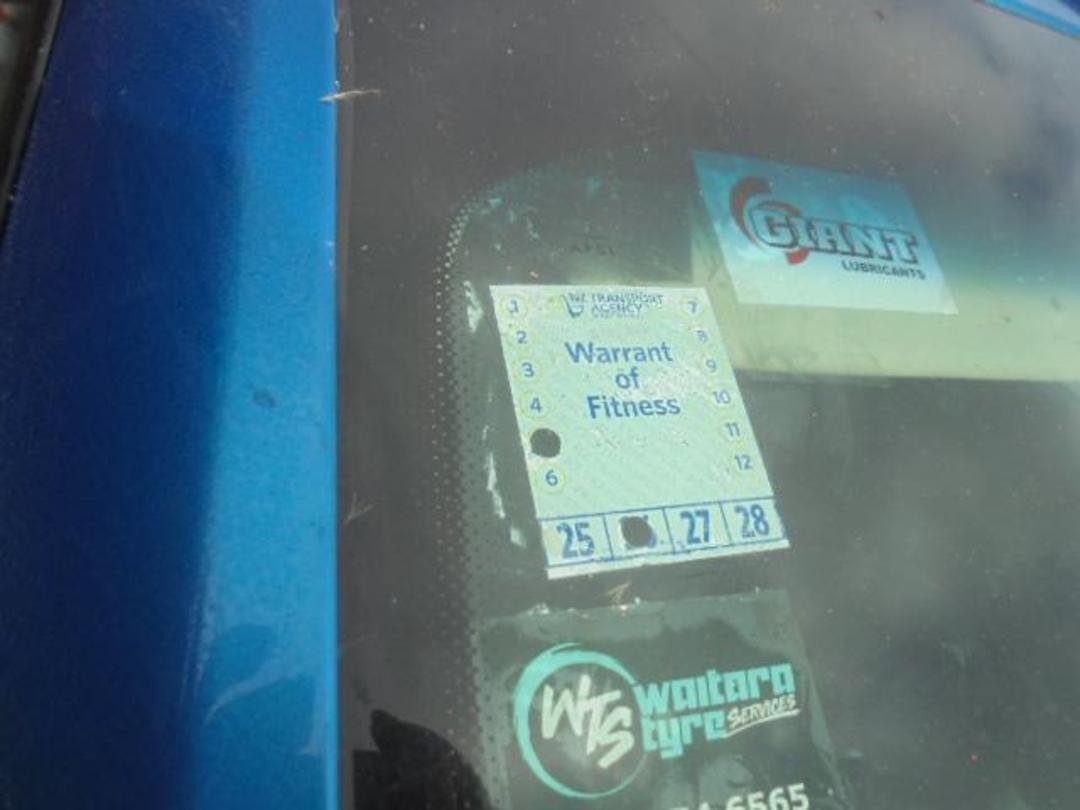 GIANT
LUBRICANTS
1
NZ TRANSPORT
AGENCY
7
2
8
3
Warrant
9
of
4
Fitness
10
11
6
12
25
27
28
WTS
waitara
tyre SERVICES
6565